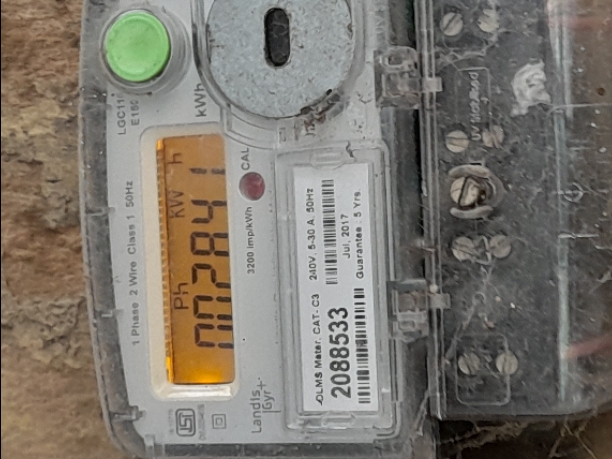 LGC11
E150
kWh
1 Phase 2 Wire Class 1 50Hz
Ph KW h
002841
CAL
3200 imp/kWh
Landis
Gyr+
DLMS Meter. CAT- C3 240V. 5-30 A. 50Hz
2088533
Jul, 2017
Guarantee : 5 Yrs.